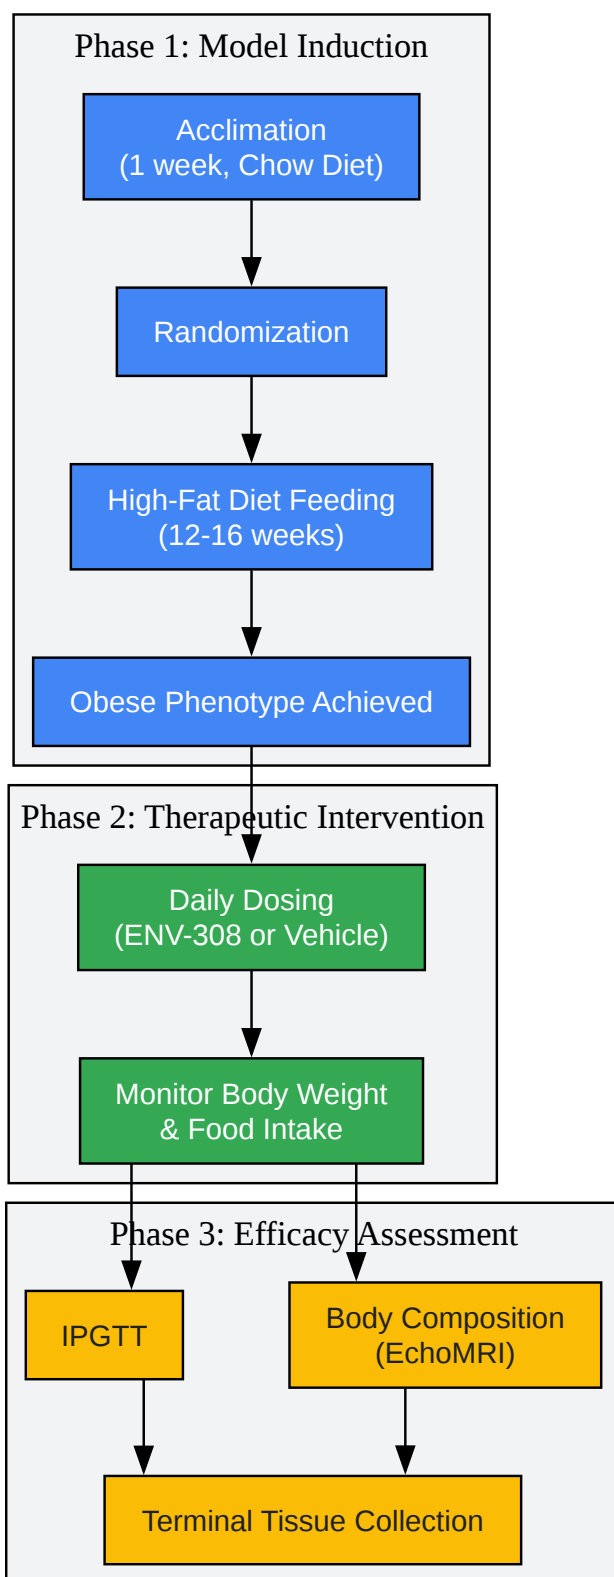 Phase 1: Model Induction
Acclimation
(1 week, Chow Diet)
Randomization
High-Fat Diet Feeding
(12-16 weeks)
Obese Phenotype Achieved
Phase 2: Therapeutic Intervention
Daily Dosing
(ENV-308 or Vehicle)
Monitor Body Weight
& Food Intake
Phase 3: Efficacy Assessment
IPGTT
Body Composition
(EchoMRI)
Terminal Tissue Collection